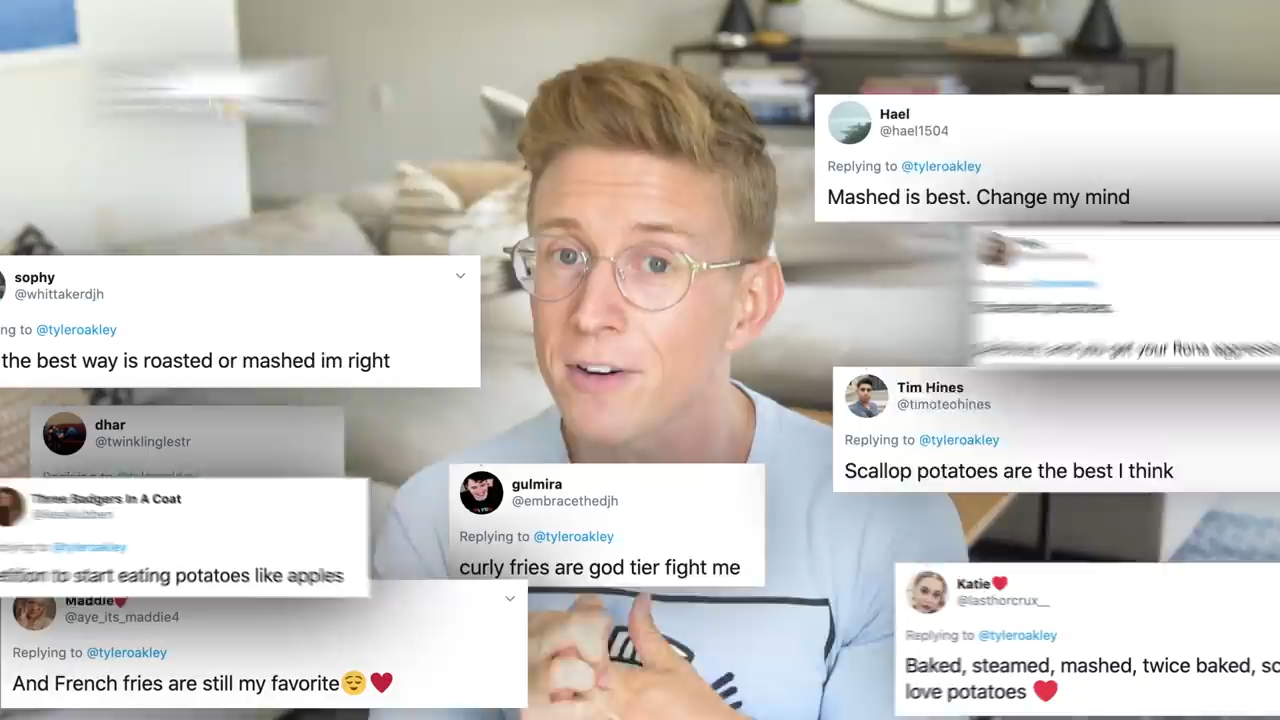 Hael
@hael1504
Replying to @tyleroakley
Mashed is best. Change my mind
sophy
@whittakerdjh
ng to @tyleroakley
the best way is roasted or mashed im right
get your
Tim Hines
@timoteohines
Replying to @tyleroakley
Scallop potatoes are the best I think
dhar
@twinklinglestr
Three Badgers In A Coat
@tyleroakley
to start eating potatoes like apples
gulmira
@embracethedjh
Replying to @tyleroakley
curly fries are god tier fight me
Maddie❤
@aye_its_maddie4
Replying to @tyleroakley
And French fries are still my favorite😌❤
Katie❤
@lasthorcrux__
Replying to @tyleroakley
Baked, steamed, mashed, twice baked, sc
love potatoes ❤